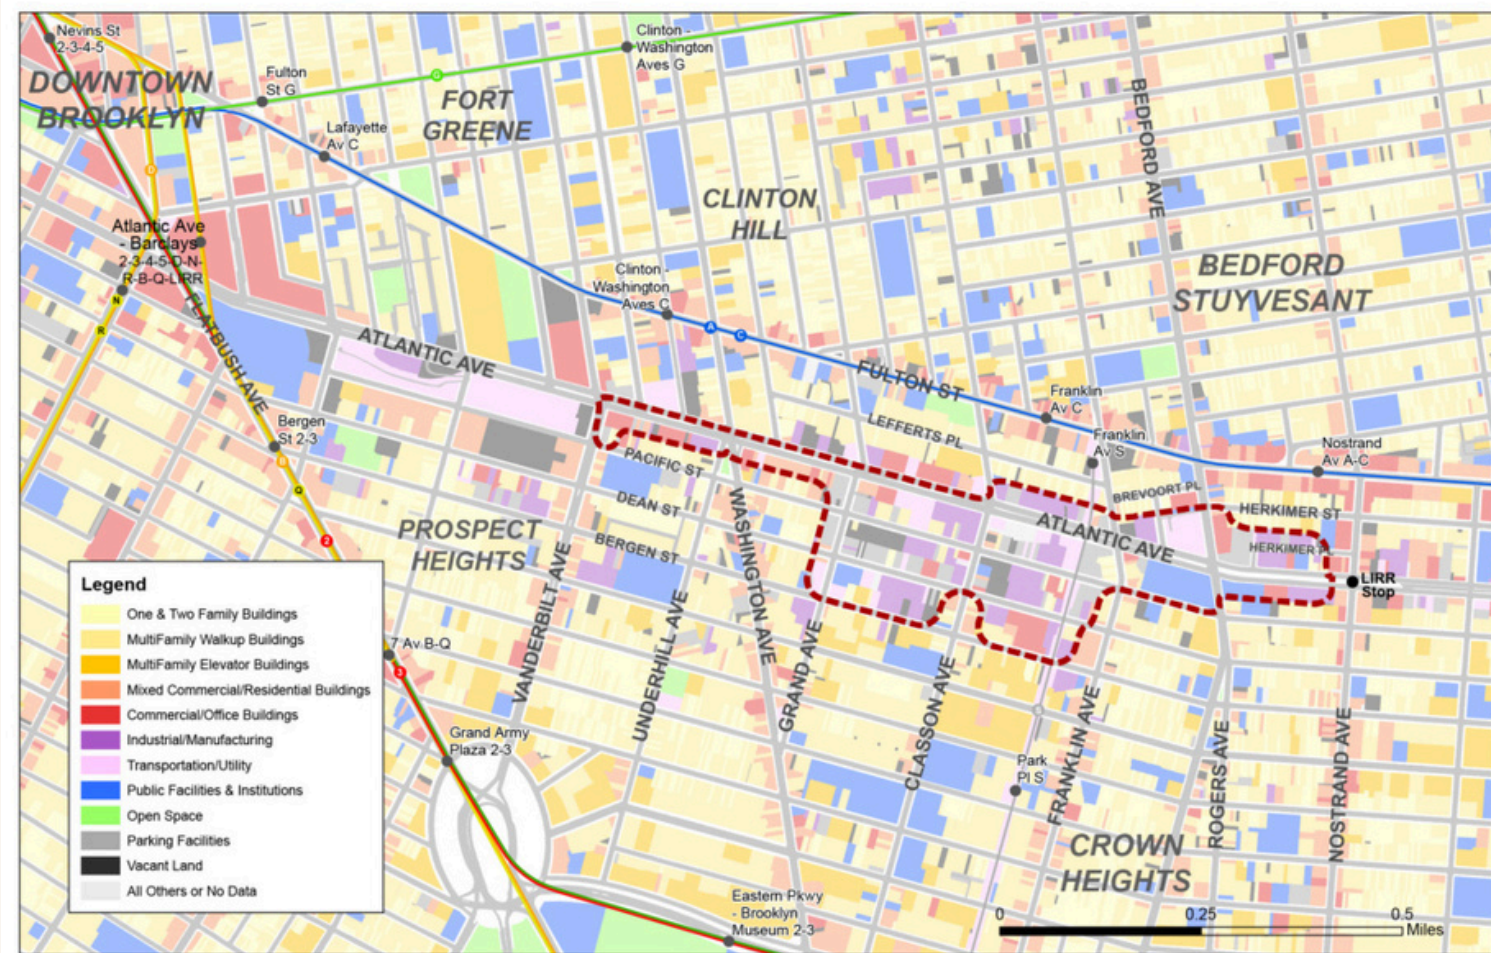 Nevins St
2-3-4-5
DOWNTOWN
BROOKLYN
Fulton
St G
G
FORT
GREENE
Clinton -
Washington
Aves G
Lafayette
Av C
D
CLINTON
HILL
BEDFORD AVE
BEDFORD
STUYVESANT
Atlantic Ave
- Barclays
2-3-4-5-D-N-
R-B-Q-LIRR
N
R
FLATBUSH AVE
Clinton -
Washington
Aves C
A
C
ATLANTIC AVE
FULTON ST
LEFFERTS PL
Franklin
Av C
Franklin
Av S
Nostrand
Av A-C
Bergen
St 2-3
Q
2
PACIFIC ST
DEAN ST
BERGEN ST
BREVOORT PL
HERKIMER ST
HERKIMER PL
ATLANTIC AVE
LIRR
Stop
PROSPECT
HEIGHTS
VANDERBILT AVE
UNDERHILL AVE
WASHINGTON AVE
GRAND AVE
CLASSON AVE
FRANKLIN AVE
ROGERS AVE
NOSTRAND AVE
7 Av B-Q
3
Grand Army
Plaza 2-3
Park
Pl S
CROWN
HEIGHTS
Eastern Pkwy
- Brooklyn
Museum 2-3
Legend
One & Two Family Buildings
MultiFamily Walkup Buildings
MultiFamily Elevator Buildings
Mixed Commercial/Residential Buildings
Commercial/Office Buildings
Industrial/Manufacturing
Transportation/Utility
Public Facilities & Institutions
Open Space
Parking Facilities
Vacant Land
All Others or No Data
0 0.25 0.5
Miles